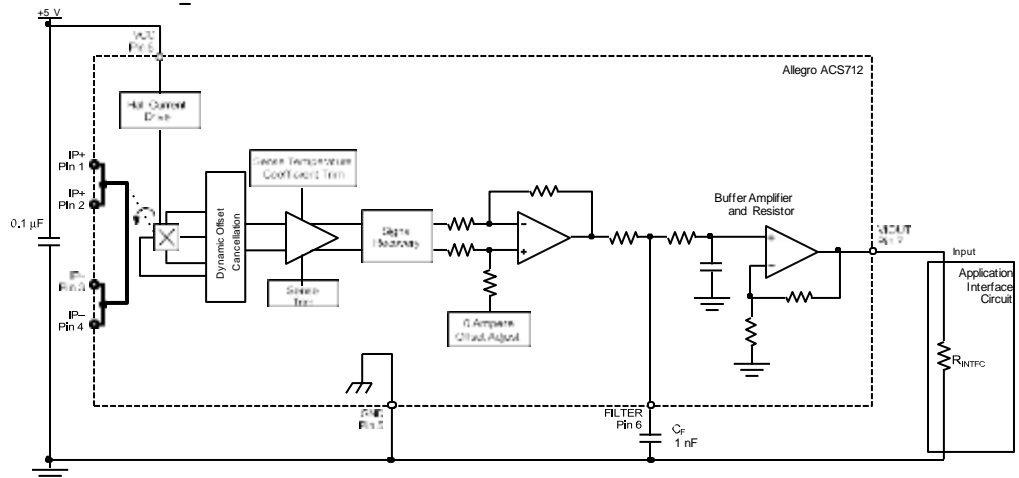 +5 V
VCC
Pin 8
Allegro ACS712
Hall Current
Drive
IP+
Pin 1
IP+
Pin 2
IP−
Pin 3
IP−
Pin 4
0.1 μF
Dynamic Offset
Cancellation
Sense Temperature
Coefficient Trim
Sense
Trim
Signal
Recovery
0 Ampere
Offset Adjust
Buffer Amplifier
and Resistor
VIOUT
Pin 7
Input
Application
Interface
Circuit
RINTFC
GND
Pin 5
FILTER
Pin 6
CF
1 nF